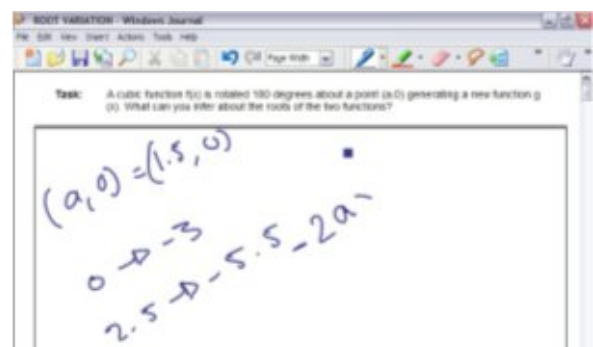 ROOT VARIATION - Windows Journal
File Edit View Insert Actions Tools Help
Page Width
Task: A cubic function f(x) is rotated 180 degrees about a point (a,0) generating a new function g
(x). What can you infer about the roots of the two functions?
(a,0)=(1.5,0)
0→-3
2.5→-5.5-2a